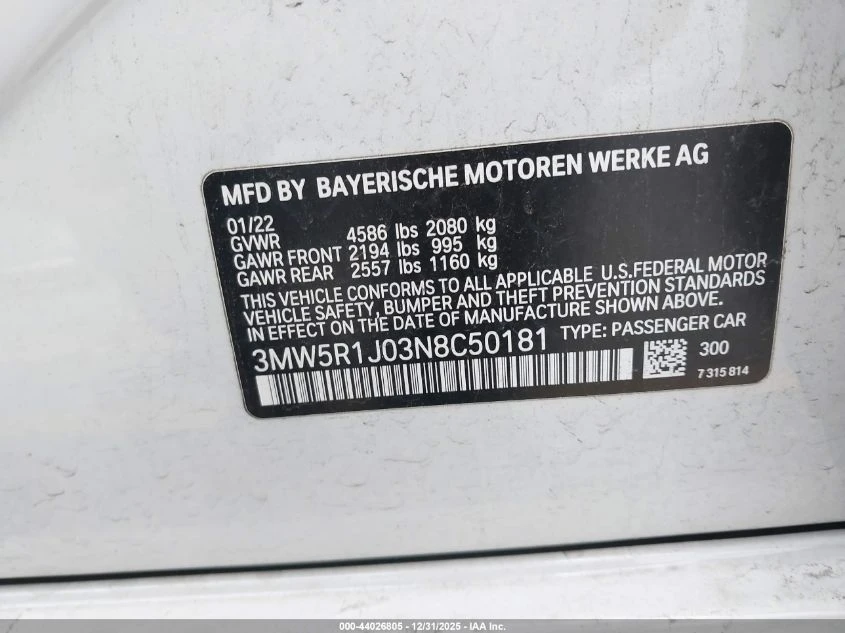 MFD BY BAYERISCHE MOTOREN WERKE AG
01/22
GVWR 4586 lbs 2080 kg
GAWR FRONT 2194 lbs 995 kg
GAWR REAR 2557 lbs 1160 kg
THIS VEHICLE CONFORMS TO ALL APPLICABLE U.S.FEDERAL MOTOR
VEHICLE SAFETY, BUMPER AND THEFT PREVENTION STANDARDS
IN EFFECT ON THE DATE OF MANUFACTURE SHOWN ABOVE.
3MW5R1J03N8C50181 TYPE: PASSENGER CAR
300
7 315 814
000-44026805 - 12/31/2025 - IAA Inc.